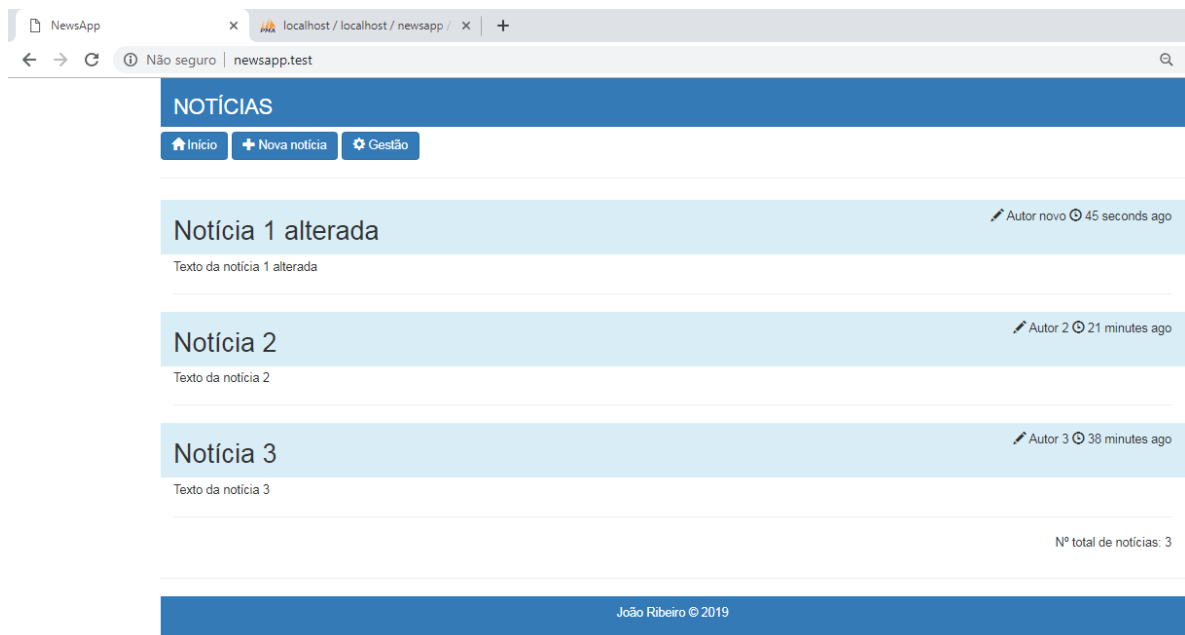 NewsApp
localhost / localhost / newsapp /
Não seguro | newsapp.test
NOTÍCIAS
Início Nova notícia Gestão
Notícia 1 alterada
Autor novo 45 seconds ago
Texto da notícia 1 alterada
Notícia 2
Autor 2 21 minutes ago
Texto da notícia 2
Notícia 3
Autor 3 38 minutes ago
Texto da notícia 3
Nº total de notícias: 3
João Ribeiro © 2019